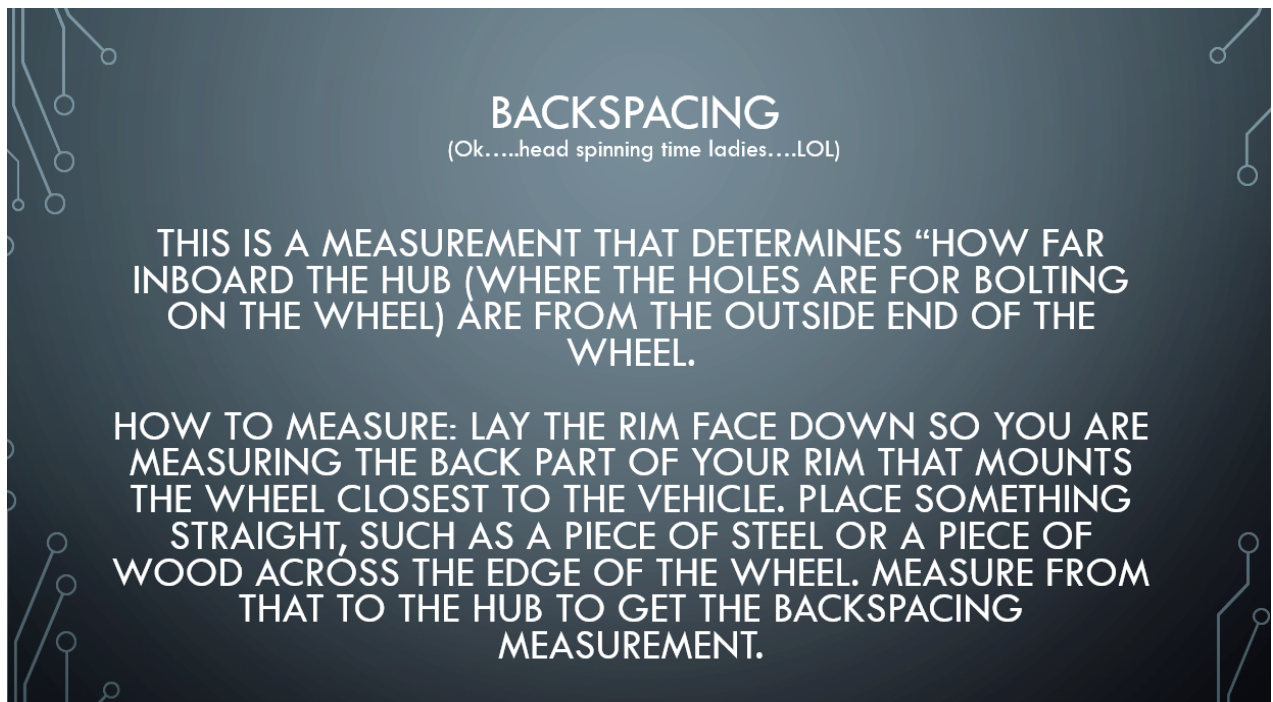 BACKSPACING
(Ok.....head spinning time ladies....LOL)
THIS IS A MEASUREMENT THAT DETERMINES “HOW FAR
INBOARD THE HUB (WHERE THE HOLES ARE FOR BOLTING
ON THE WHEEL) ARE FROM THE OUTSIDE END OF THE
WHEEL.
HOW TO MEASURE: LAY THE RIM FACE DOWN SO YOU ARE
MEASURING THE BACK PART OF YOUR RIM THAT MOUNTS
THE WHEEL CLOSEST TO THE VEHICLE. PLACE SOMETHING
STRAIGHT, SUCH AS A PIECE OF STEEL OR A PIECE OF
WOOD ACROSS THE EDGE OF THE WHEEL. MEASURE FROM
THAT TO THE HUB TO GET THE BACKSPACING
MEASUREMENT.